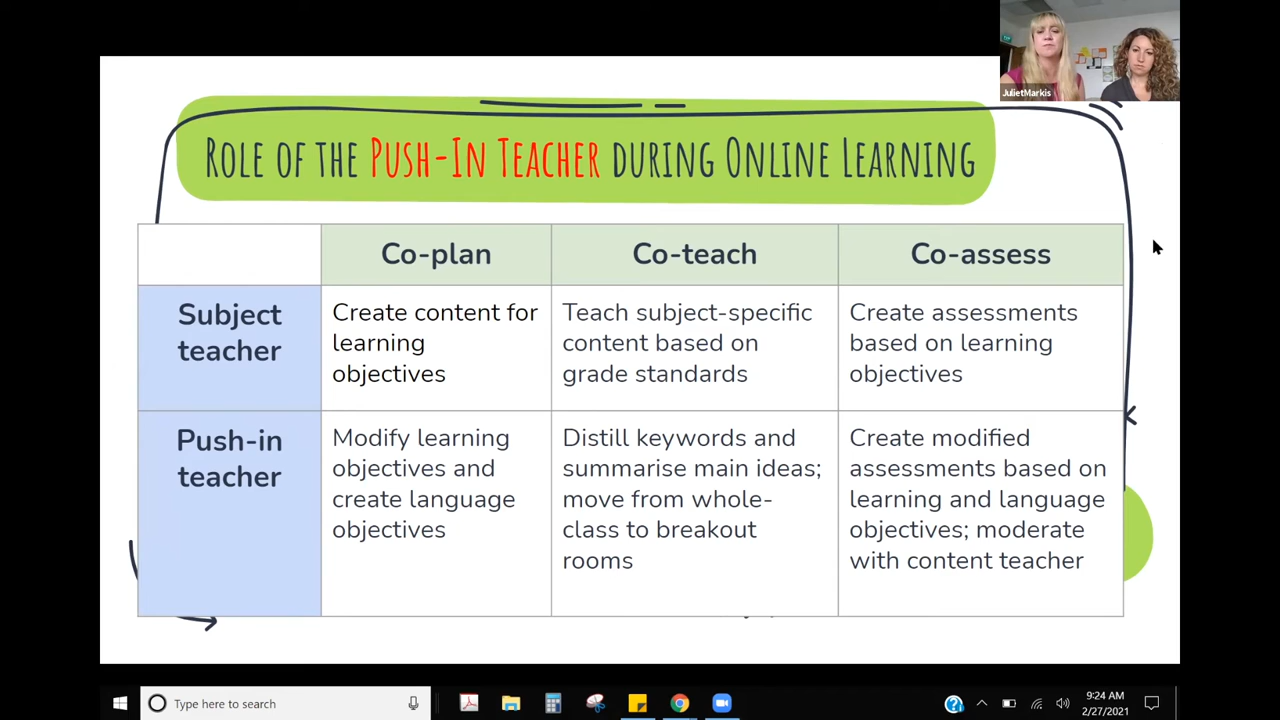 JulietMarkis
Role of the Push-In Teacher during Online Learning
Co-plan
Co-teach
Co-assess
Subject
teacher
Create content for
learning
objectives
Teach subject-specific
content based on
grade standards
Create assessments
based on learning
objectives
Push-in
teacher
Modify learning
objectives and
create language
objectives
Distill keywords and
summarise main ideas;
move from whole-
class to breakout
rooms
Create modified
assessments based on
learning and language
objectives; moderate
with content teacher
Type here to search
9:24 AM
2/27/2021